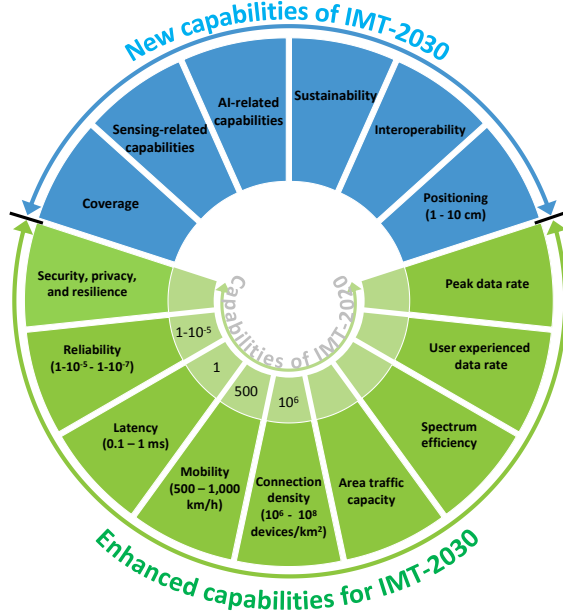 New capabilities of IMT-2030
AI-related
capabilities
Sustainability
Sensing-related
capabilities
Interoperability
Coverage
Positioning
(1 - 10 cm)
Security, privacy,
and resilience
Peak data rate
Capabilities of IMT-2020
1-10⁻⁵
Reliability
(1-10⁻⁵ - 1-10⁻⁷)
User experienced
data rate
1
500
10⁶
Latency
(0.1 – 1 ms)
Spectrum
efficiency
Mobility
(500 – 1,000
km/h)
Connection
density
(10⁶ - 10⁸
devices/km²)
Area traffic
capacity
Enhanced capabilities for IMT-2030